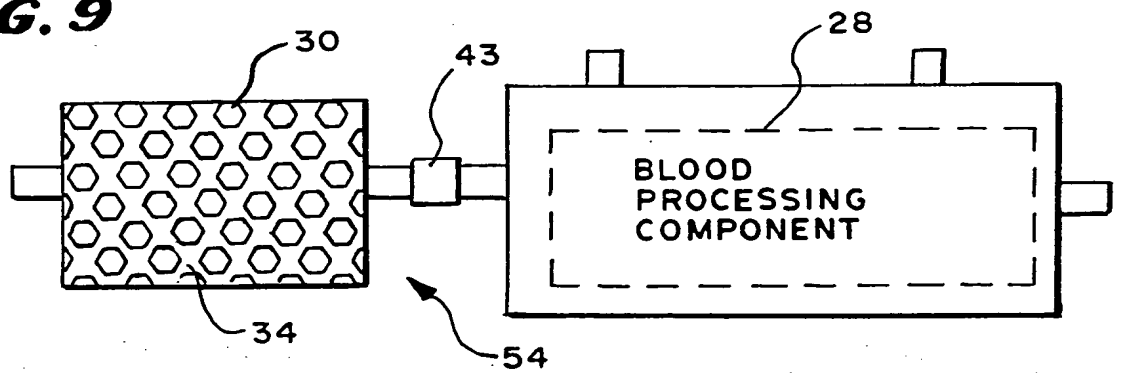 G. 9
30
43
28
BLOOD
PROCESSING
COMPONENT
34
54